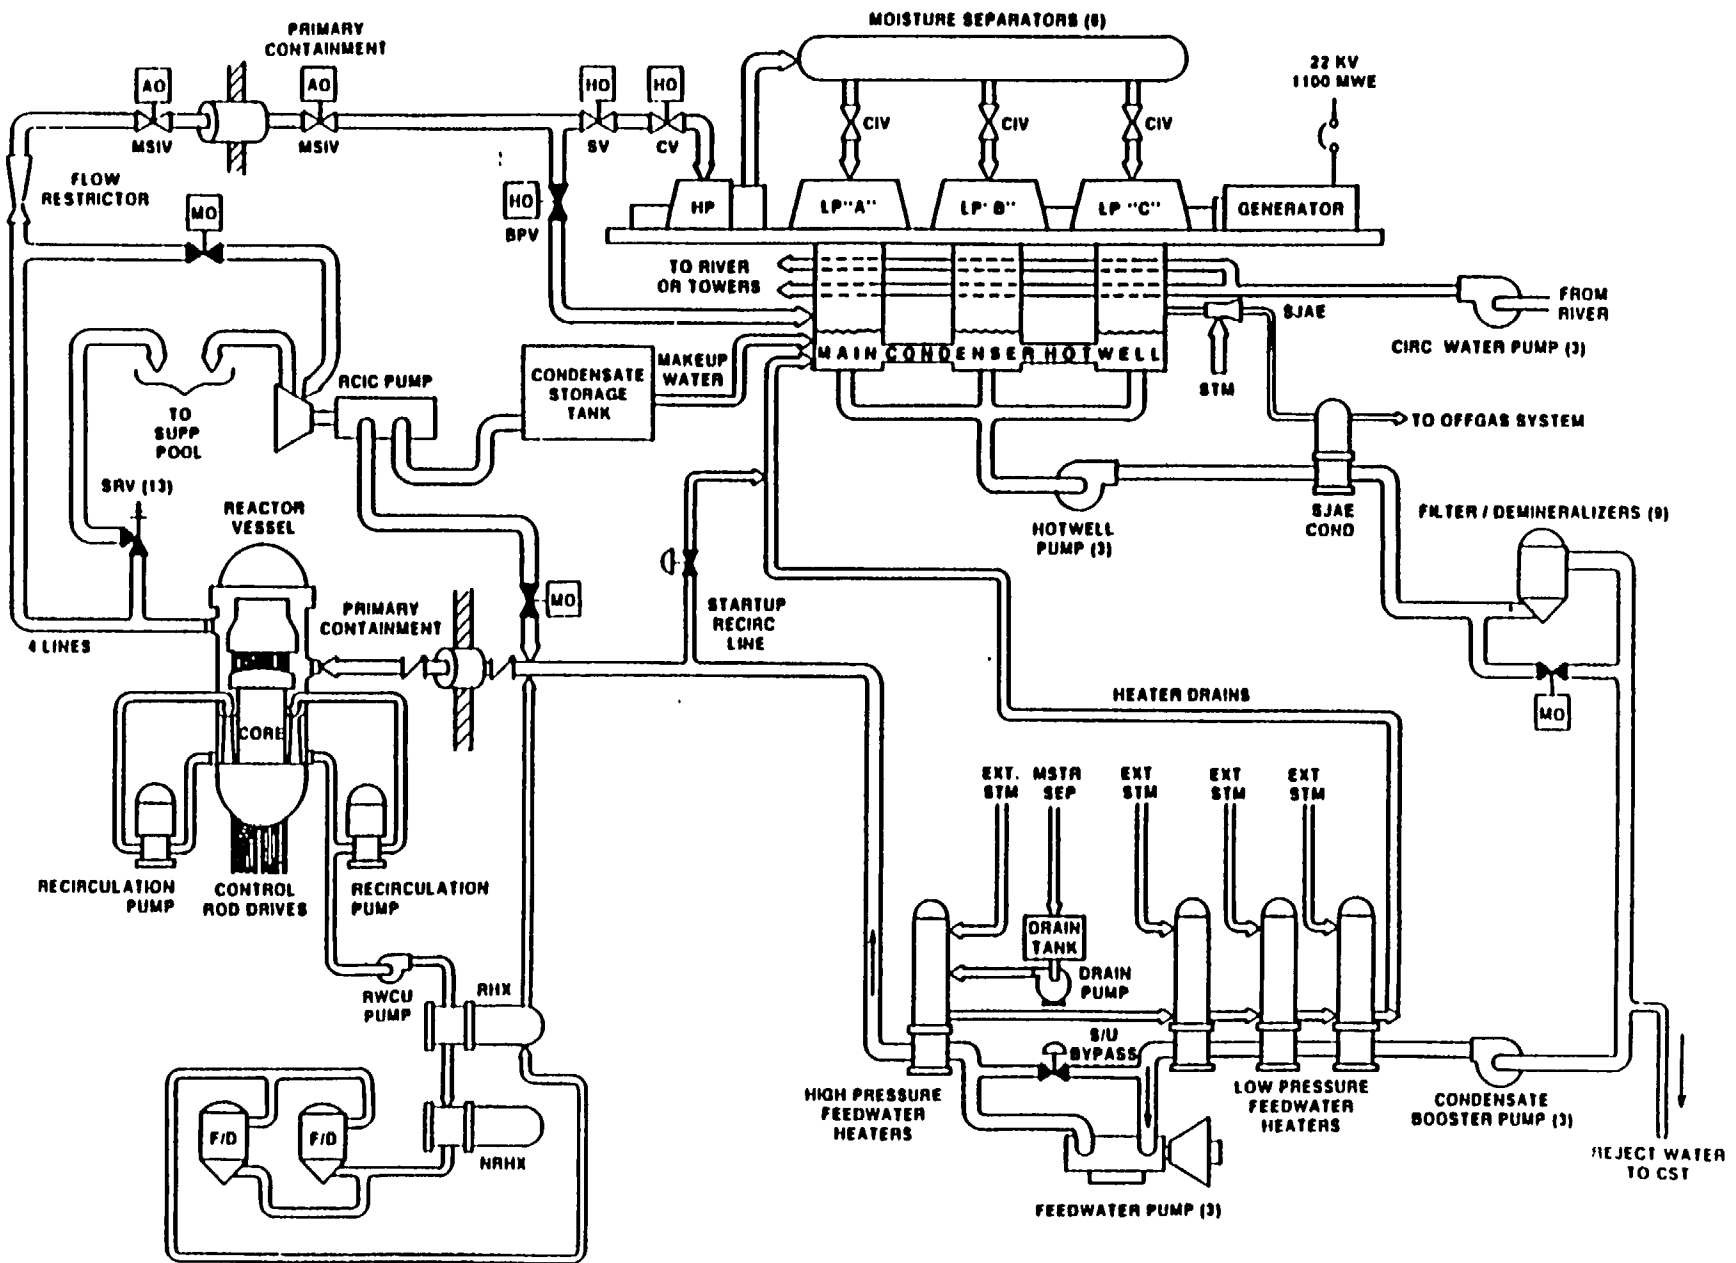 MOISTURE SEPARATORS (6)
PRIMARY
CONTAINMENT
22 KV
1100 MWE
AO
AO
HO
HO
MSIV
MSIV
SV
CV
CIV
CIV
CIV
FLOW
RESTRICTOR
MO
HO
BPV
HP
LP "A"
LP "B"
LP "C"
GENERATOR
TO RIVER
OR TOWERS
SJAE
FROM
RIVER
CIRC WATER PUMP (3)
MAIN CONDENSER HOTWELL
STM
RCIC PUMP
CONDENSATE
STORAGE
TANK
MAKEUP
WATER
TO
SUPP
POOL
TO OFFGAS SYSTEM
SRV (13)
REACTOR
VESSEL
HOTWELL
PUMP (3)
SJAE
COND
FILTER / DEMINERALIZERS (9)
MO
PRIMARY
CONTAINMENT
STARTUP
RECIRC
LINE
4 LINES
HEATER DRAINS
MO
CORE
EXT.
STM
MSTR
SEP
EXT
STM
EXT
STM
EXT
STM
RECIRCULATION
PUMP
CONTROL
ROD DRIVES
RECIRCULATION
PUMP
DRAIN
TANK
DRAIN
PUMP
RWCU
PUMP
RHX
S/U
BYPASS
HIGH PRESSURE
FEEDWATER
HEATERS
LOW PRESSURE
FEEDWATER
HEATERS
CONDENSATE
BOOSTER PUMP (3)
F/D
F/D
NRHX
REJECT WATER
TO CST
FEEDWATER PUMP (3)